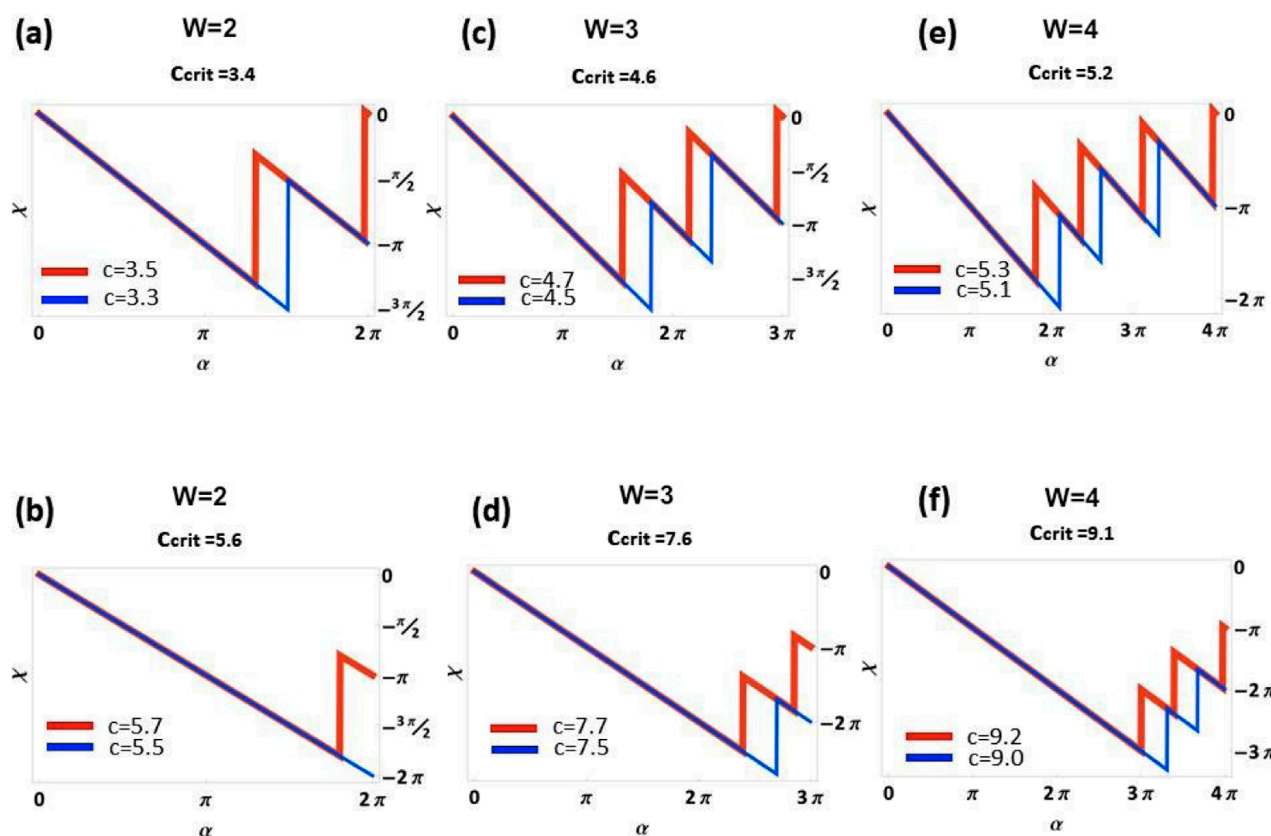 (a) W=2
Ccrit =3.4
0
−π/2
−π
−3π/2
χ
c=3.5
c=3.3
0 π 2π
α
(c) W=3
Ccrit =4.6
0
−π/2
−π
−3π/2
χ
c=4.7
c=4.5
0 π 2π 3π
α
(e) W=4
Ccrit =5.2
0
−π
−2π
χ
c=5.3
c=5.1
0 π 2π 3π 4π
α
(b) W=2
Ccrit =5.6
0
−π/2
−π
−3π/2
−2π
χ
c=5.7
c=5.5
0 π 2π
α
(d) W=3
Ccrit =7.6
0
−π
−2π
χ
c=7.7
c=7.5
0 π 2π 3π
α
(f) W=4
Ccrit =9.1
0
−π
−2π
−3π
χ
c=9.2
c=9.0
0 π 2π 3π 4π
α